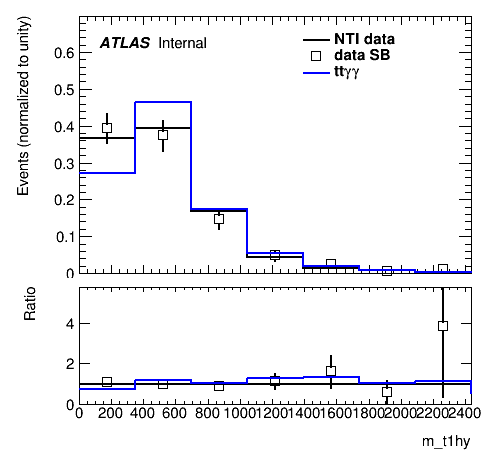 ATLAS Internal
NTI data
data SB
ttγγ
Events (normalized to unity)
0.6
0.5
0.4
0.3
0.2
0.1
0
Ratio
4
2
0
0 200 400 600 800 1000 1200 1400 1600 1800 2000 2200 2400
m_t1hy